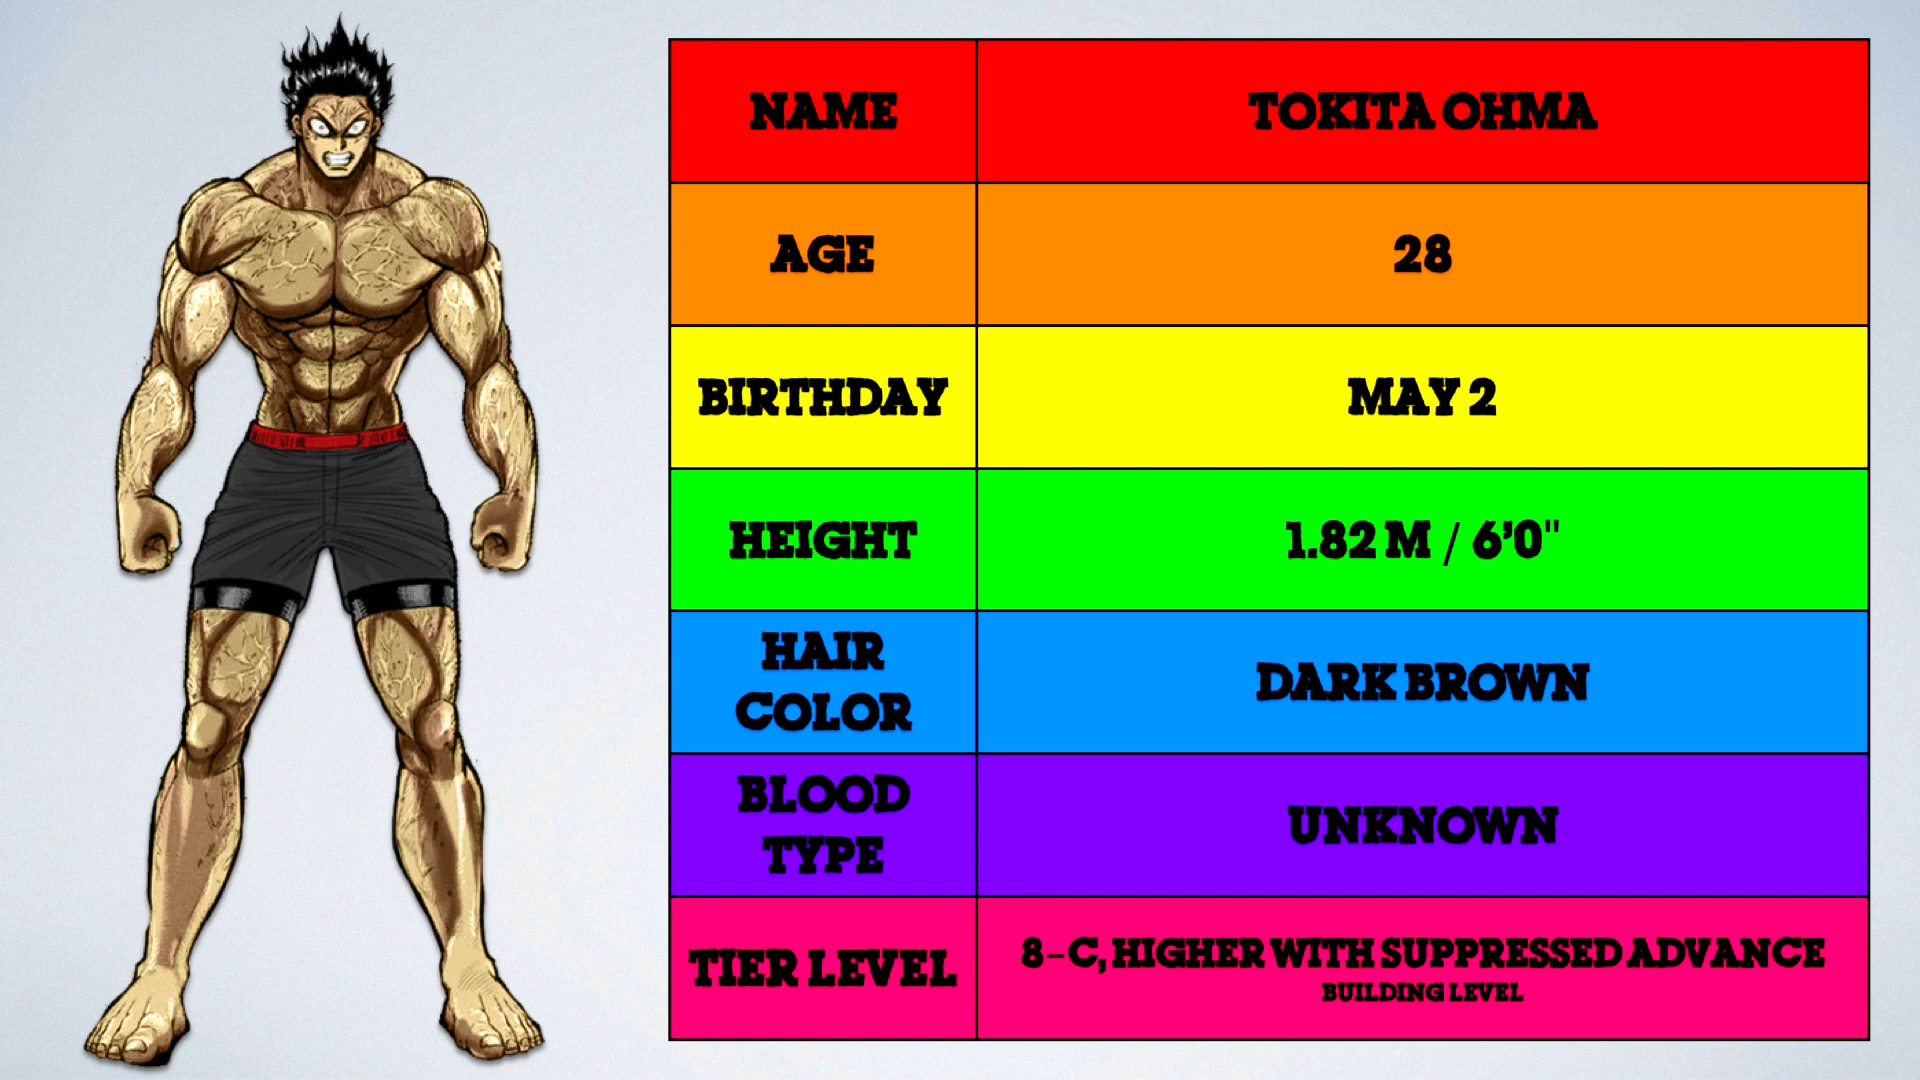 NAME
TOKITA OHMA
AGE
28
BIRTHDAY
MAY 2
HEIGHT
1.82 M / 6’0"
HAIR
COLOR
DARK BROWN
BLOOD
TYPE
UNKNOWN
TIER LEVEL
8-C, HIGHER WITH SUPPRESSED ADVANCE
BUILDING LEVEL